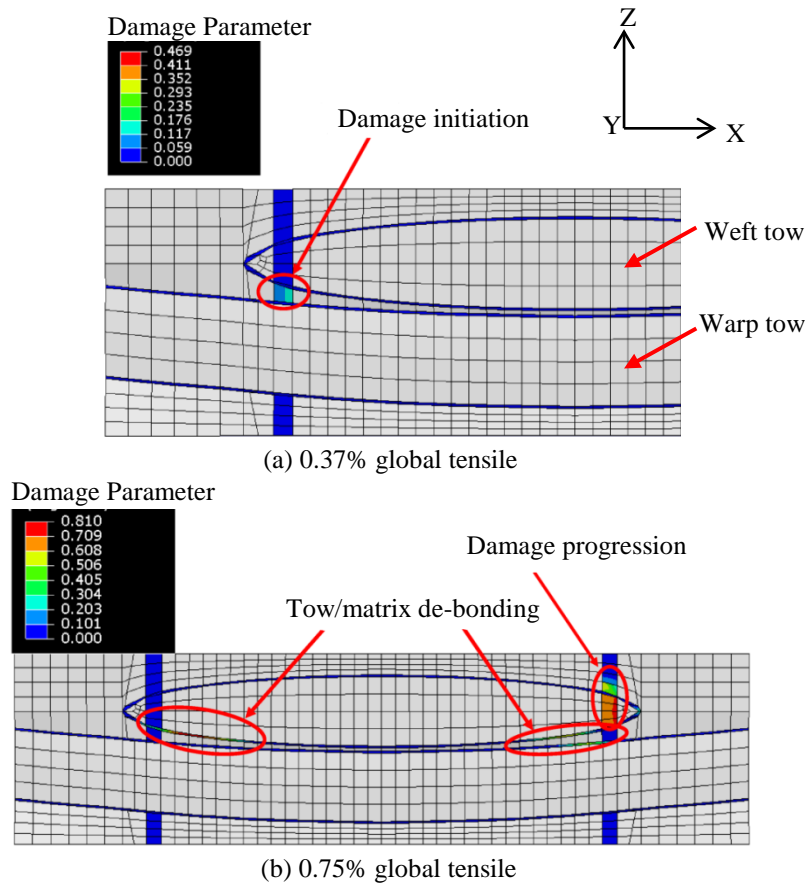 Damage Parameter
0.469
0.411
0.352
0.293
0.235
0.176
0.117
0.059
0.000
Z
Y
X
Damage initiation
Weft tow
Warp tow
(a) 0.37% global tensile
Damage Parameter
0.810
0.709
0.608
0.506
0.405
0.304
0.203
0.101
0.000
Damage progression
Tow/matrix de-bonding
(b) 0.75% global tensile